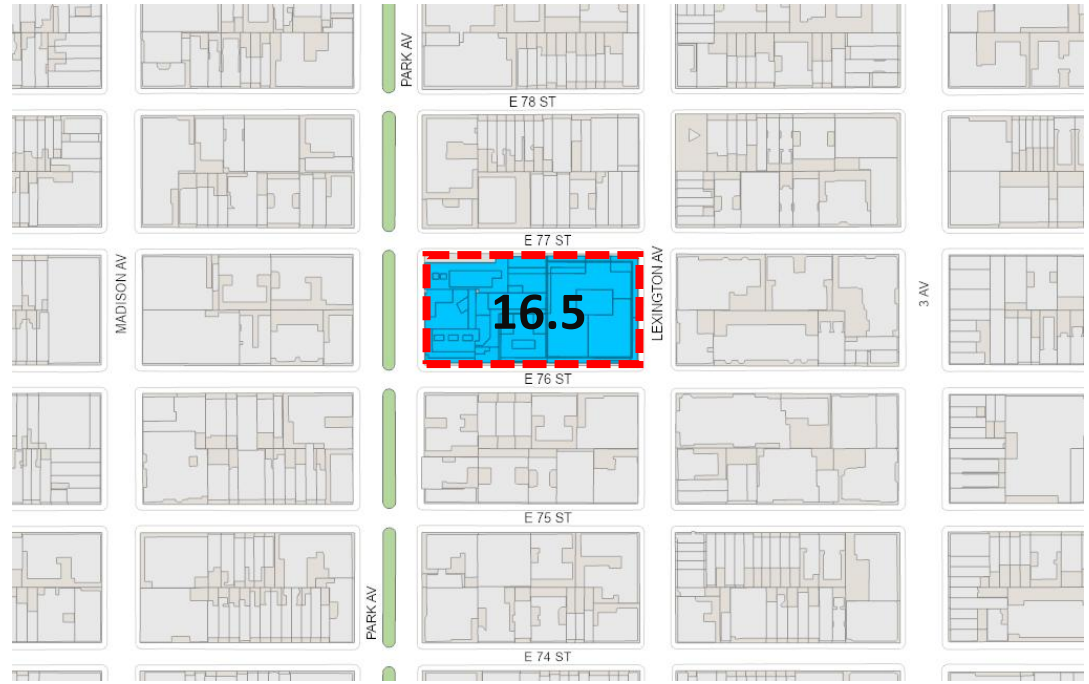 PARK AV
E 78 ST
E 77 ST
MADISON AV
16.5
LEXINGTON AV
3 AV
E 76 ST
E 75 ST
PARK AV
E 74 ST